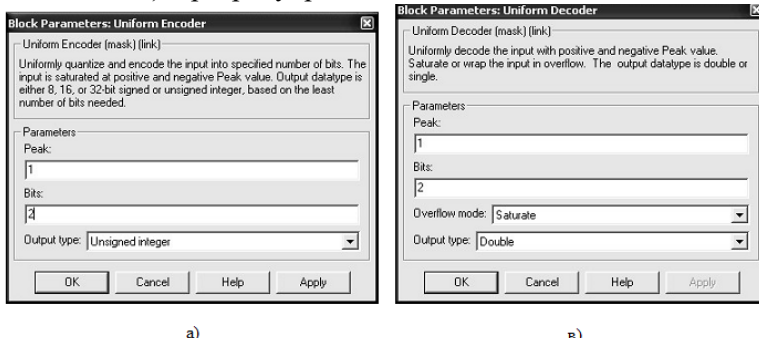 Block Parameters: Uniform Encoder
Uniform Encoder (mask) (link)
Uniformly quantize and encode the input into specified number of bits. The
input is saturated at positive and negative Peak value. Output datatype is
either 8, 16, or 32-bit signed or unsigned integer, based on the least
number of bits needed.
Parameters
Peak:
1
Bits:
2
Output type: Unsigned integer
OK Cancel Help Apply
а)
Block Parameters: Uniform Decoder
Uniform Decoder (mask) (link)
Uniformly decode the input with positive and negative Peak value.
Saturate or wrap the input in overflow. The output datatype is double or
single.
Parameters
Peak:
1
Bits:
2
Overflow mode: Saturate
Output type: Double
OK Cancel Help Apply
в)